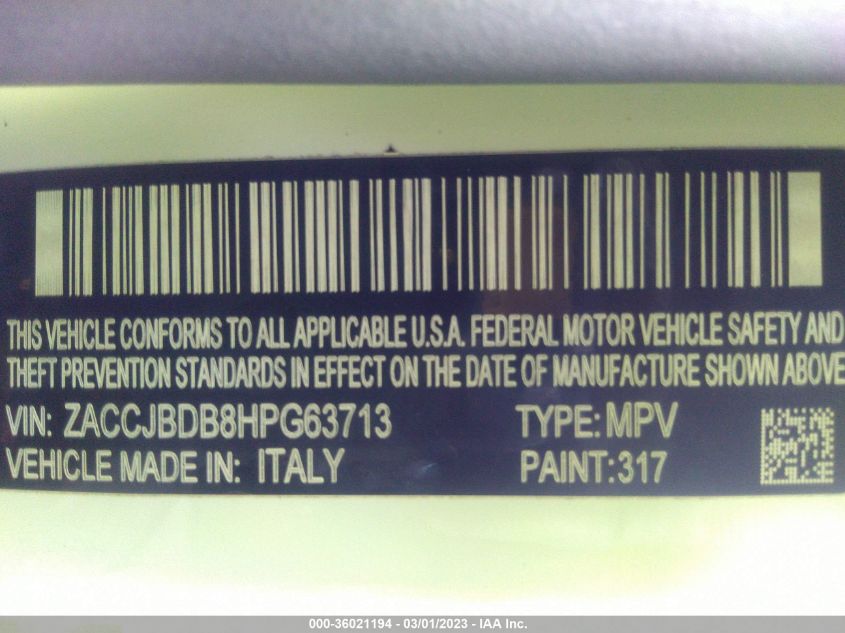 THIS VEHICLE CONFORMS TO ALL APPLICABLE U.S.A. FEDERAL MOTOR VEHICLE SAFETY AND
THEFT PREVENTION STANDARDS IN EFFECT ON THE DATE OF MANUFACTURE SHOWN ABOVE
VIN: ZACCJBDB8HPG63713 TYPE: MPV
VEHICLE MADE IN: ITALY PAINT:317
000-36021194 - 03/01/2023 - IAA Inc.